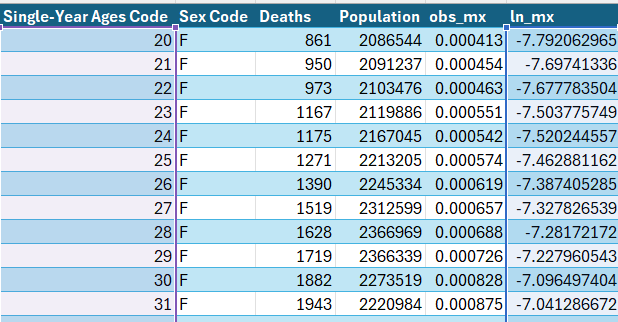 Single-Year Ages Code Sex Code Deaths Population obs_mx ln_mx
20 F 861 2086544 0.000413 -7.792062965
21 F 950 2091237 0.000454 -7.69741336
22 F 973 2103476 0.000463 -7.677783504
23 F 1167 2119886 0.000551 -7.503775749
24 F 1175 2167045 0.000542 -7.520244557
25 F 1271 2213205 0.000574 -7.462881162
26 F 1390 2245334 0.000619 -7.387405285
27 F 1519 2312599 0.000657 -7.327826539
28 F 1628 2366969 0.000688 -7.28172172
29 F 1719 2366339 0.000726 -7.227960543
30 F 1882 2273519 0.000828 -7.096497404
31 F 1943 2220984 0.000875 -7.041286672